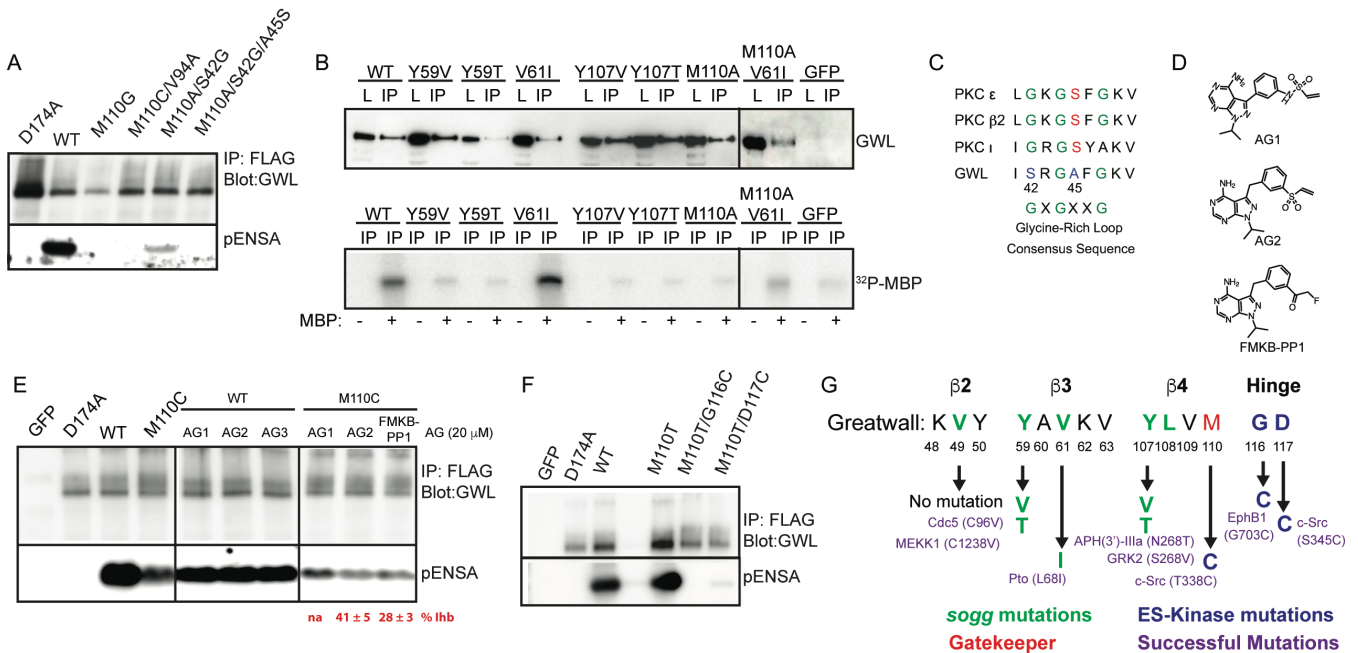 A
D174A
WT
M110G
M110C/V94A
M110A/S42G
M110A/S42G/A45S
IP: FLAG
Blot:GWL
pENSA
B
M110A
WT Y59V Y59T V61I Y107V Y107T M110A V61I GFP
L IP L IP L IP L IP L IP L IP L IP L IP L IP
GWL
M110A
WT Y59V Y59T V61I Y107V Y107T M110A V61I GFP
IP IP IP IP IP IP IP IP IP IP IP IP IP IP IP IP IP IP
³²P-MBP
MBP: - + - + - + - + - + - + - + - + - +
C
PKC ε L G K G S F G K V
PKC β2 L G K G S F G K V
PKC ι I G R G S Y A K V
GWL I S R G A F G K V
42 45
G X G X X G
Glycine-Rich Loop
Consensus Sequence
D
AG1
NH₂
AG2
NH₂
FMKB-PP1
E
GFP
D174A
WT
M110C
WT M110C
AG1 AG2 AG3 AG1 AG2 FMKB-PP1 AG (20 μM)
IP: FLAG
Blot:GWL
pENSA
na 41 ± 5 28 ± 3 % Ihb
F
GFP
D174A
WT
M110T
M110T/G116C
M110T/D117C
IP: FLAG
Blot:GWL
pENSA
G
β2 β3 β4 Hinge
Greatwall: K V Y Y A V K V Y L V M G D
48 49 50 59 60 61 62 63 107 108 109 110 116 117
No mutation V V C
Cdc5 (C96V) T T EphB1 C c-Src
MEKK1 (C1238V) APH(3')-IIIa (N268T) (G703C) (S345C)
I GRK2 (S268V) C
Pto (L68I) c-Src (T338C)
sogg mutations ES-Kinase mutations
Gatekeeper Successful Mutations